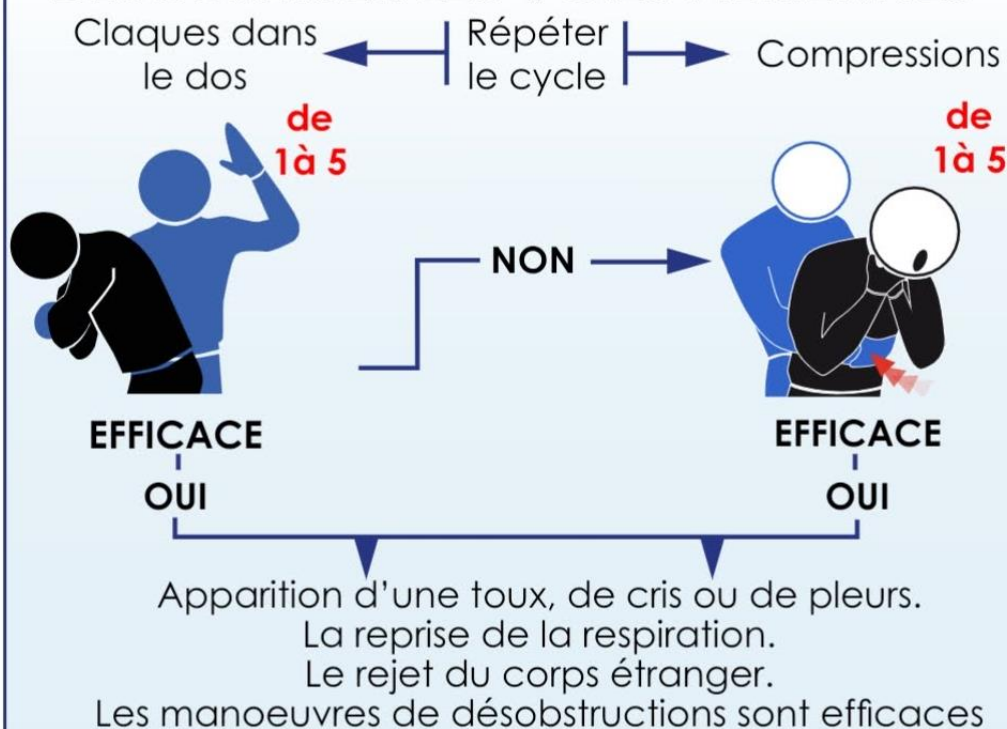 Claques dans
le dos
Répéter
le cycle
Compressions
de
1à 5
de
1à 5
NON
EFFICACE
OUI
EFFICACE
OUI
Apparition d'une toux, de cris ou de pleurs.
La reprise de la respiration.
Le rejet du corps étranger.
Les manoeuvres de désobstructions sont efficaces